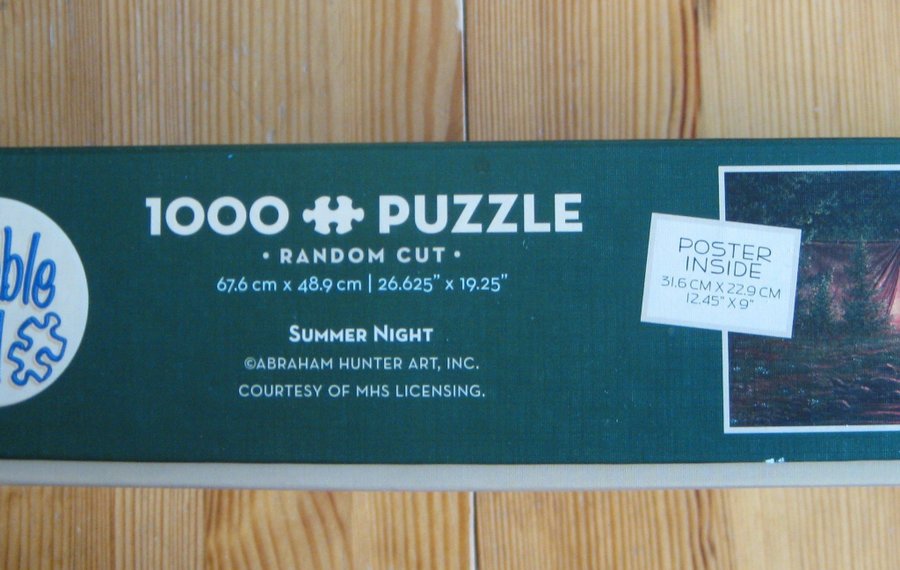 ble
1000 PUZZLE
• RANDOM CUT •
67.6 cm x 48.9 cm | 26.625” x 19.25”
SUMMER NIGHT
©ABRAHAM HUNTER ART, INC.
COURTESY OF MHS LICENSING.
POSTER
INSIDE
31.6 CM X 22.9 CM
12.45" X 9"